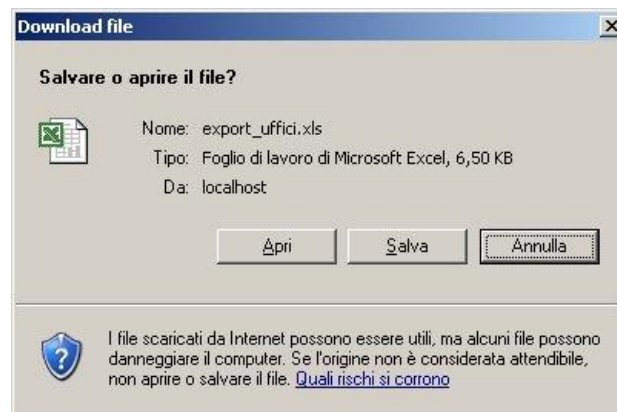 Download file
Salvare o aprire il file?
Nome: export_uffici.xls
Tipo: Foglio di lavoro di Microsoft Excel, 6,50 KB
Da: localhost
Apri Salva Annulla
I file scaricati da Internet possono essere utili, ma alcuni file possono
danneggiare il computer. Se l'origine non è considerata attendibile,
non aprire o salvare il file. Quali rischi si corrono